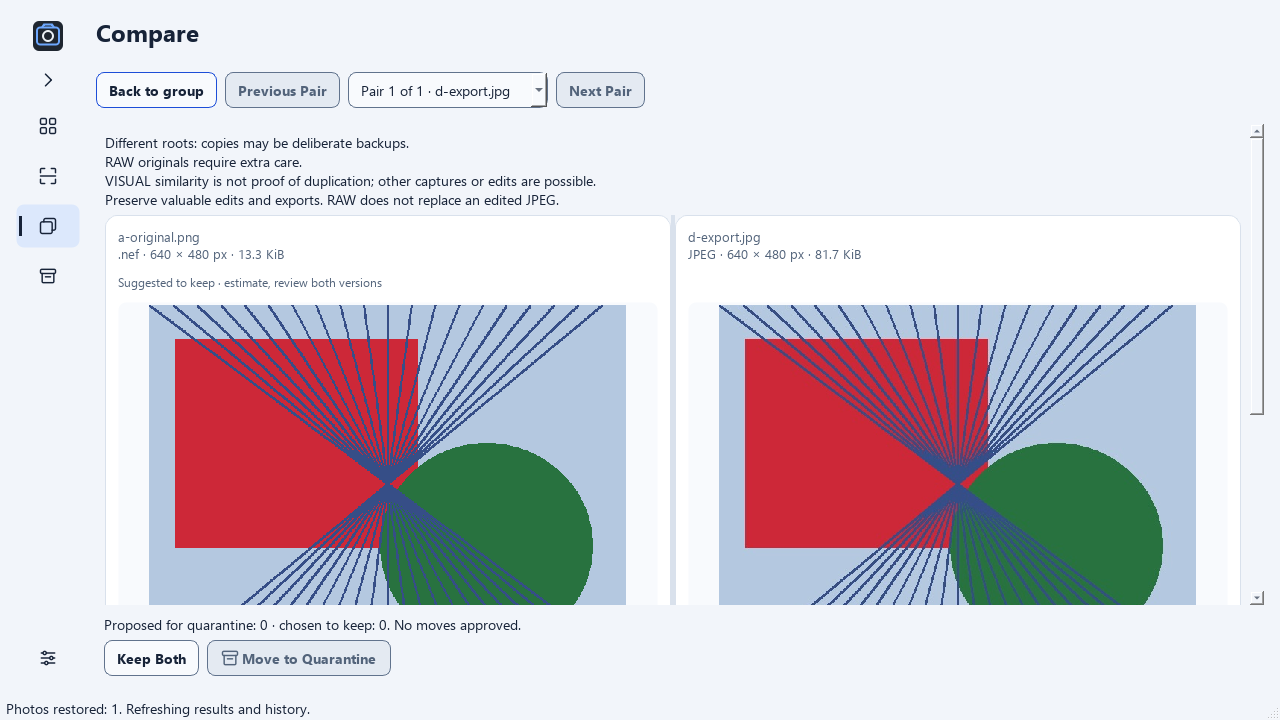 Compare
Back to group
Previous Pair
Pair 1 of 1 · d-export.jpg
Next Pair
Different roots: copies may be deliberate backups.
RAW originals require extra care.
VISUAL similarity is not proof of duplication; other captures or edits are possible.
Preserve valuable edits and exports. RAW does not replace an edited JPEG.
a-original.png
.nef · 640 × 480 px · 13.3 KiB
Suggested to keep · estimate, review both versions
d-export.jpg
JPEG · 640 × 480 px · 81.7 KiB
Proposed for quarantine: 0 · chosen to keep: 0. No moves approved.
Keep Both
Move to Quarantine
Photos restored: 1. Refreshing results and history.